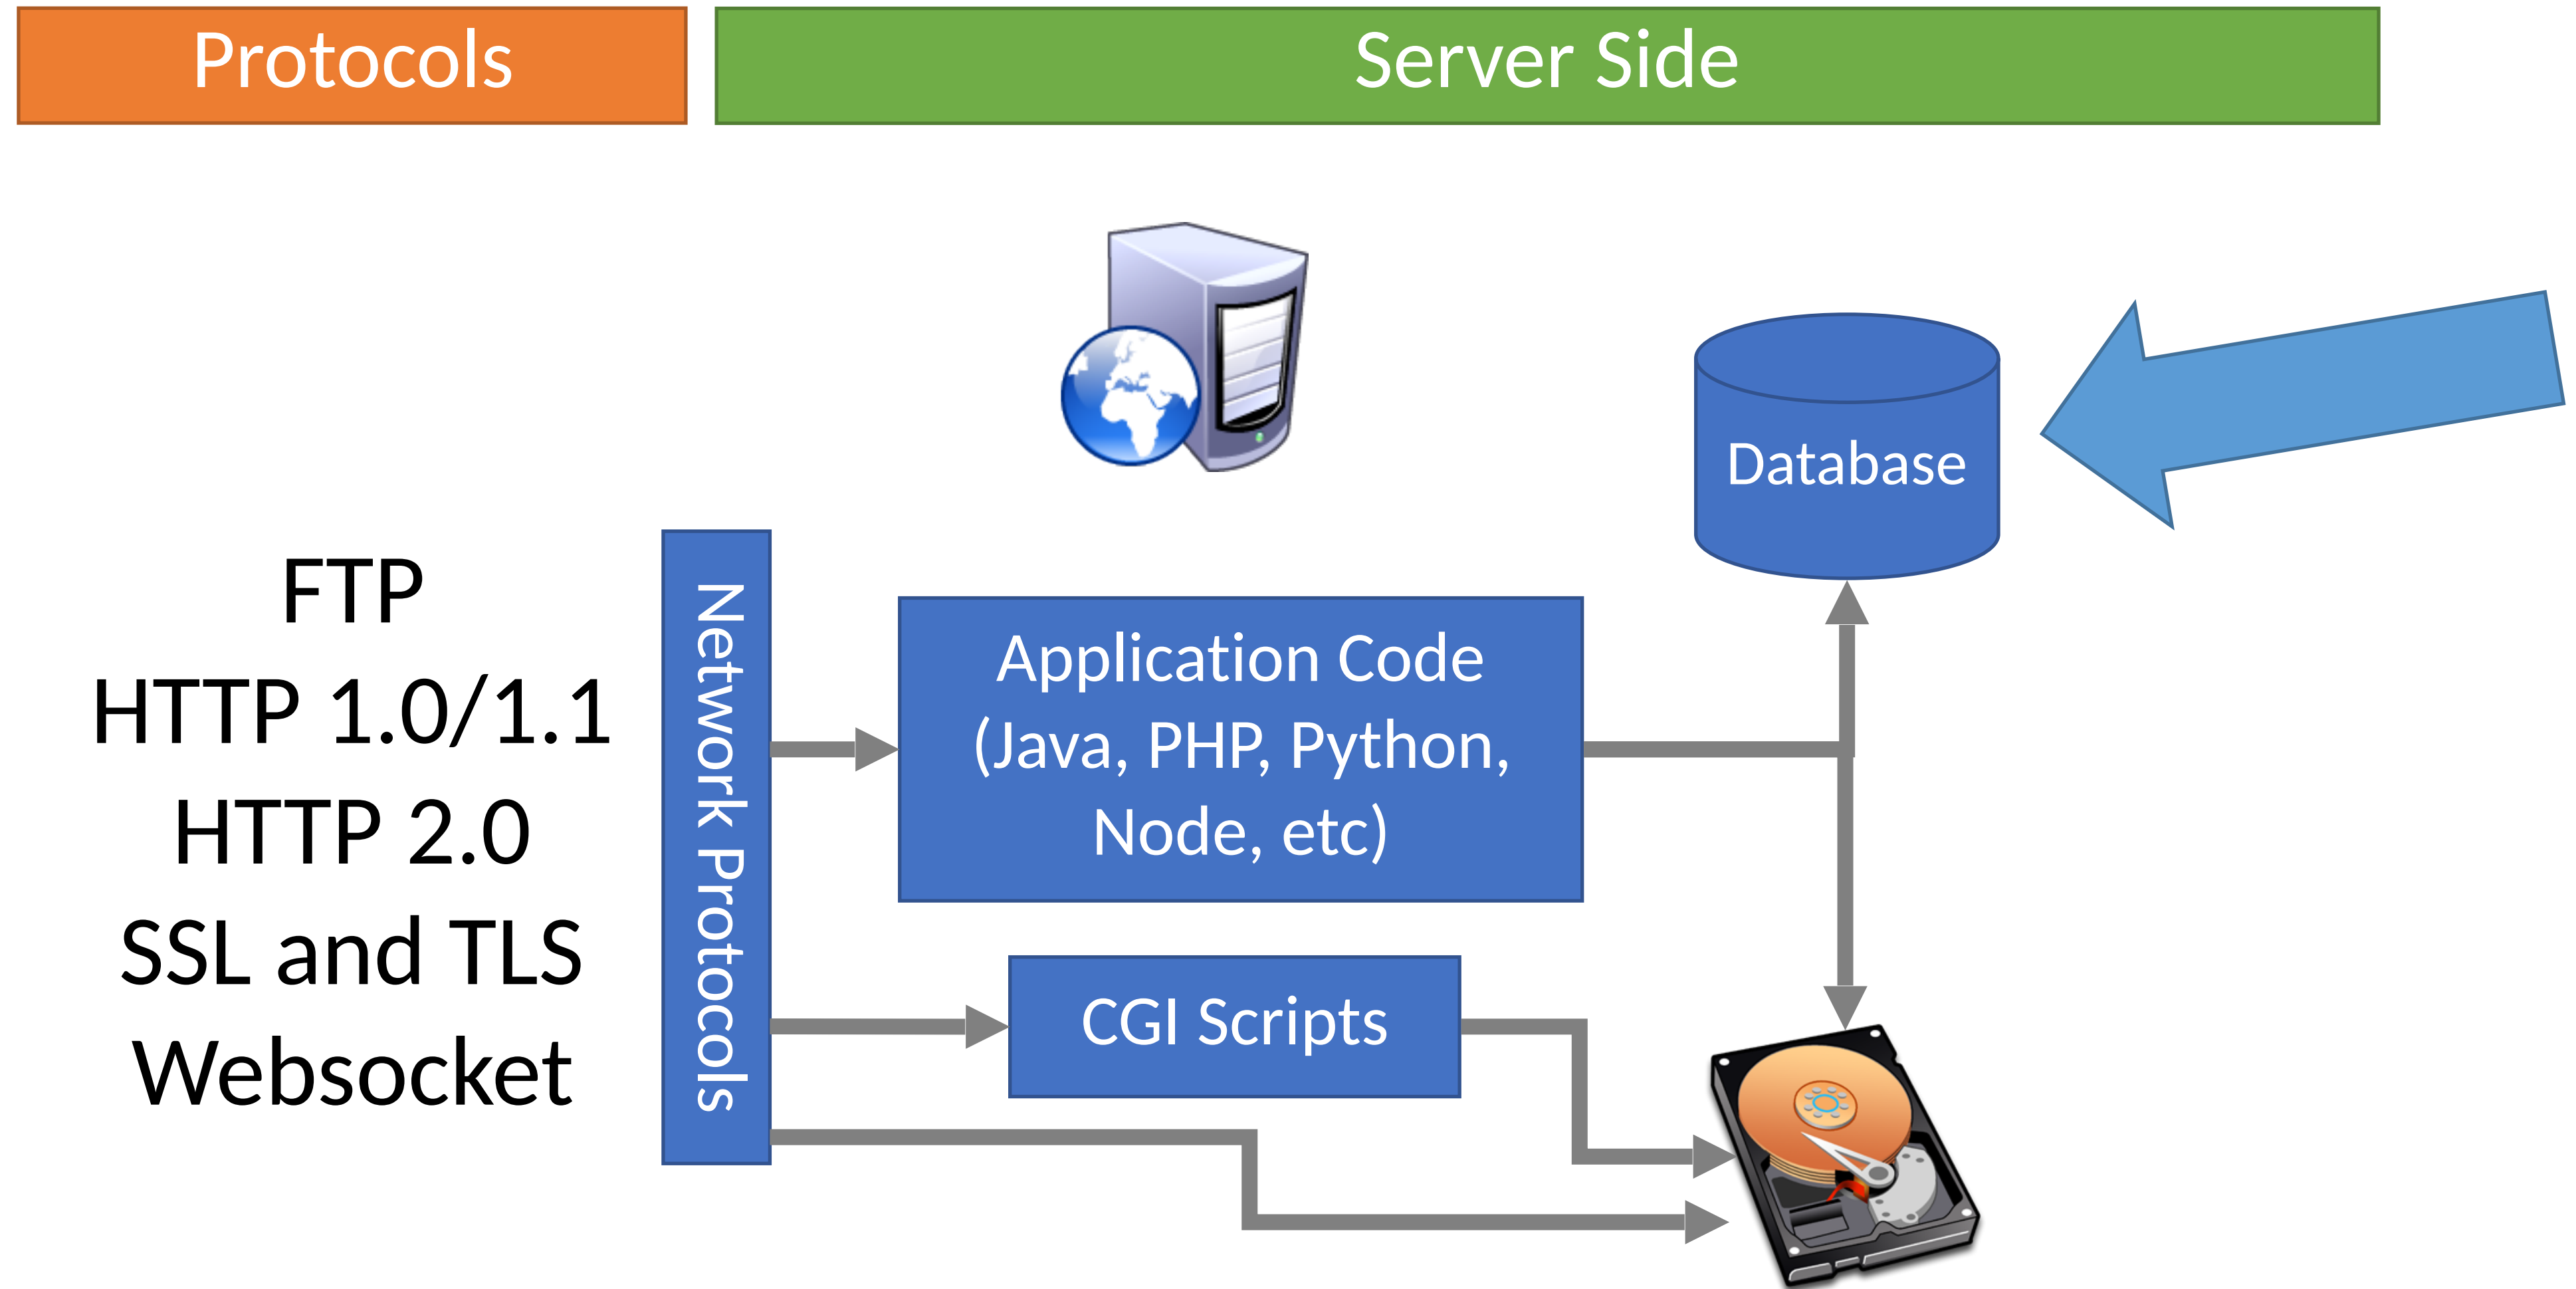 Protocols
Server Side
Database
FTP
HTTP 1.0/1.1
HTTP 2.0
SSL and TLS
Websocket
Network Protocols
Application Code
(Java, PHP, Python,
Node, etc)
CGI Scripts